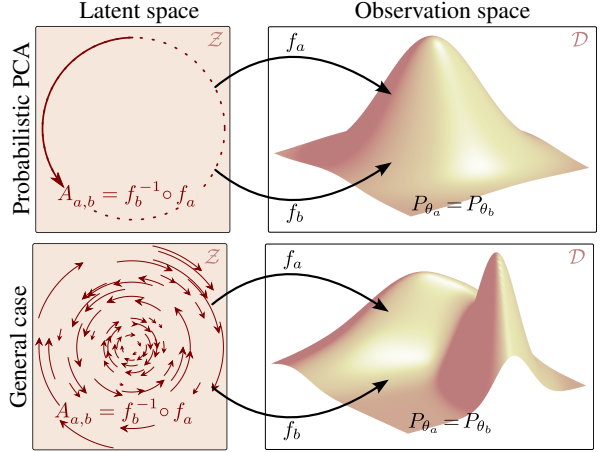 Latent space
Observation space
Probabilistic PCA
𝒵
f_a
𝒟
A_{a,b} = f_b^{-1} ∘ f_a
f_b
P_{θ_a} = P_{θ_b}
General case
𝒵
f_a
𝒟
A_{a,b} = f_b^{-1} ∘ f_a
f_b
P_{θ_a} = P_{θ_b}